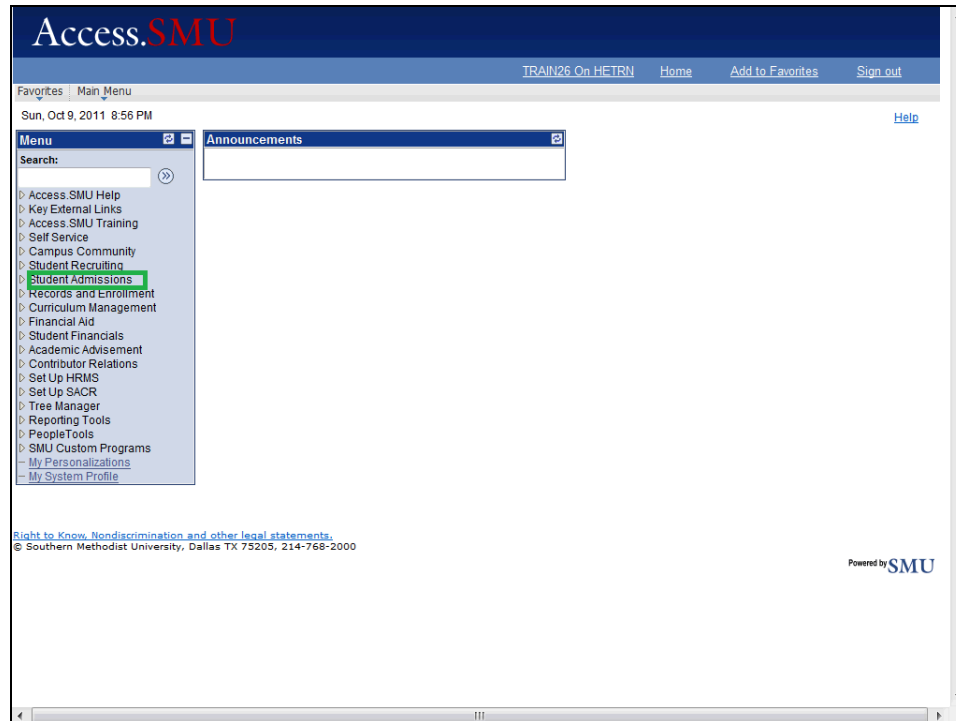 Access.SMU
TRAIN26 On HETRN Home Add to Favorites Sign out
Favorites Main Menu
Sun, Oct 9, 2011 8:56 PM
Help
Menu
Search:
Access.SMU Help
Key External Links
Access.SMU Training
Self Service
Campus Community
Student Recruiting
Student Admissions
Records and Enrollment
Curriculum Management
Financial Aid
Student Financials
Academic Advisement
Contributor Relations
Set Up HRMS
Set Up SACR
Tree Manager
Reporting Tools
PeopleTools
SMU Custom Programs
My Personalizations
My System Profile
Announcements
Right to Know, Nondiscrimination and other legal statements.
© Southern Methodist University, Dallas TX 75205, 214-768-2000
Powered by SMU